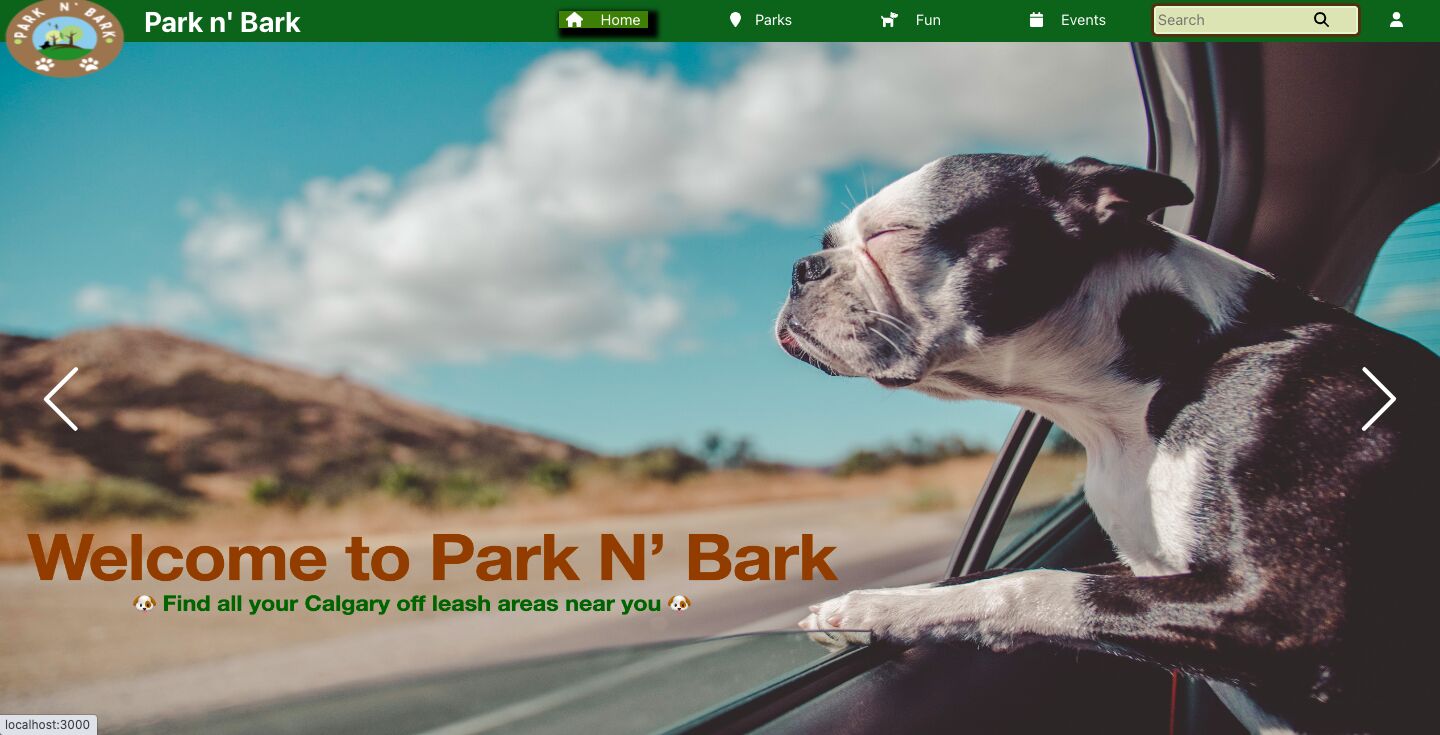 PARK N' BARK
Park n' Bark
Home
Parks
Fun
Events
Search
Welcome to Park N’ Bark
🐶 Find all your Calgary off leash areas near you 🐶
localhost:3000